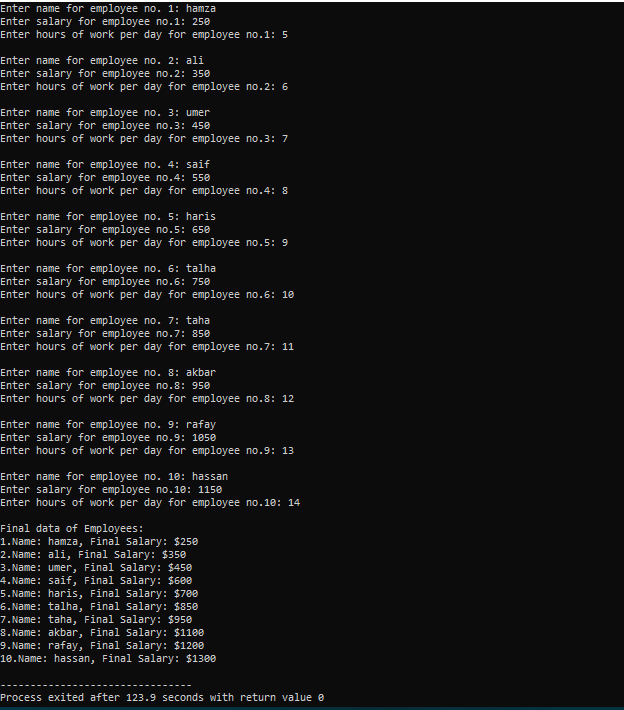 Enter name for employee no. 1: hamza
Enter salary for employee no.1: 250
Enter hours of work per day for employee no.1: 5
Enter name for employee no. 2: ali
Enter salary for employee no.2: 350
Enter hours of work per day for employee no.2: 6
Enter name for employee no. 3: umer
Enter salary for employee no.3: 450
Enter hours of work per day for employee no.3: 7
Enter name for employee no. 4: saif
Enter salary for employee no.4: 550
Enter hours of work per day for employee no.4: 8
Enter name for employee no. 5: haris
Enter salary for employee no.5: 650
Enter hours of work per day for employee no.5: 9
Enter name for employee no. 6: talha
Enter salary for employee no.6: 750
Enter hours of work per day for employee no.6: 10
Enter name for employee no. 7: taha
Enter salary for employee no.7: 850
Enter hours of work per day for employee no.7: 11
Enter name for employee no. 8: akbar
Enter salary for employee no.8: 950
Enter hours of work per day for employee no.8: 12
Enter name for employee no. 9: rafay
Enter salary for employee no.9: 1050
Enter hours of work per day for employee no.9: 13
Enter name for employee no. 10: hassan
Enter salary for employee no.10: 1150
Enter hours of work per day for employee no.10: 14
Final data of Employees:
1.Name: hamza, Final Salary: $250
2.Name: ali, Final Salary: $350
3.Name: umer, Final Salary: $450
4.Name: saif, Final Salary: $600
5.Name: haris, Final Salary: $700
6.Name: talha, Final Salary: $850
7.Name: taha, Final Salary: $950
8.Name: akbar, Final Salary: $1100
9.Name: rafay, Final Salary: $1200
10.Name: hassan, Final Salary: $1300
--------------------------------
Process exited after 123.9 seconds with return value 0